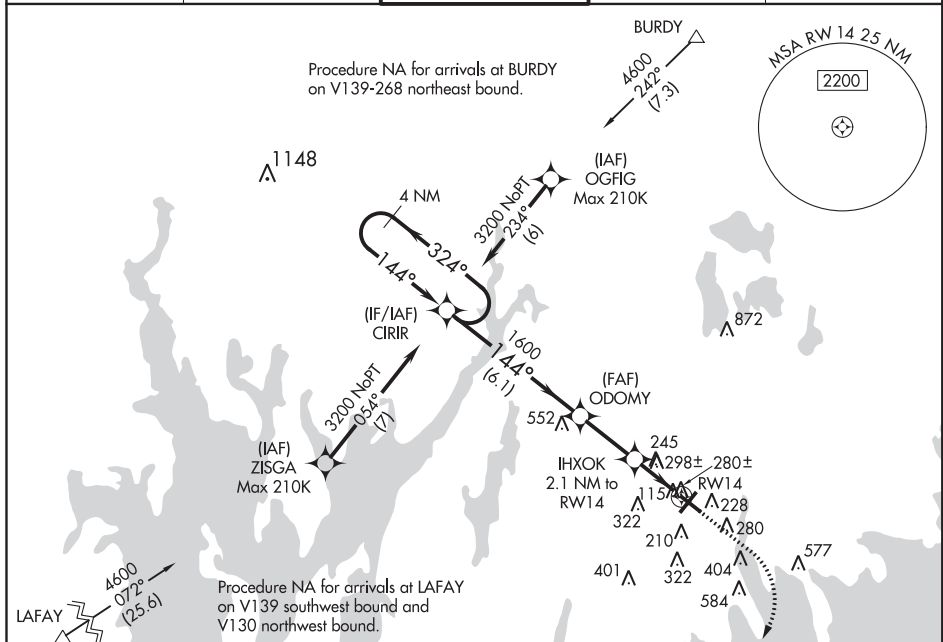 BURDY
4600
242°
(7.3)
MSA RW 14 25 NM
2200
Procedure NA for arrivals at BURDY
on V139-268 northeast bound.
1148
(IAF)
OGFIG
Max 210K
4 NM
3200 NoPT
234°
(6)
324°
144°
(IF/IAF)
CIRIR
872
1600
144°
(6.1)
3200 NoPT
054°
(7)
(FAF)
ODOMY
552
(IAF)
ZISGA
Max 210K
245
IHXOK
2.1 NM to
RW14
298±
280±
115
RW14
228
322
280
210
577
401
322
404
584
4600
072°
(25.6)
LAFAY
Procedure NA for arrivals at LAFAY
on V139 southwest bound and
V130 northwest bound.